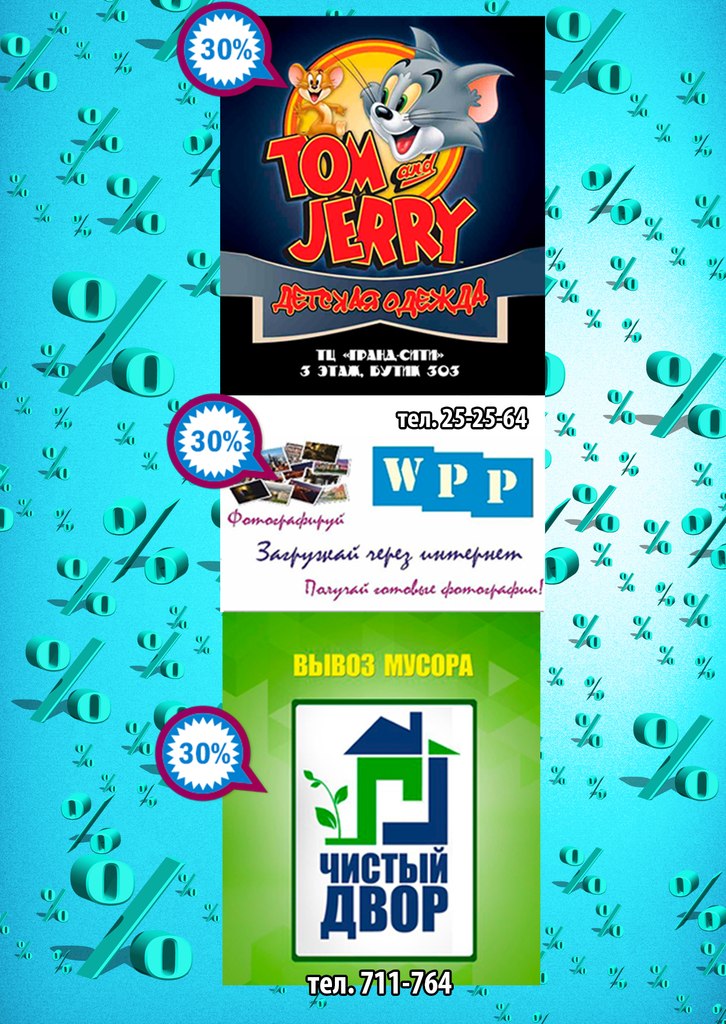 30%
TOM and
JERRY
ДЕТСКАЯ ОДЕЖДА
ТЦ «ГРАНД-СИТИ»
3 ЭТАЖ, БУТИК 303
тел. 25-25-64
30%
WPP
Фотографируй
Загружай через интернет
Получай готовые фотографии!
ВЫВОЗ МУСОРА
30%
ЧИСТЫЙ
ДВОР
тел. 711-764